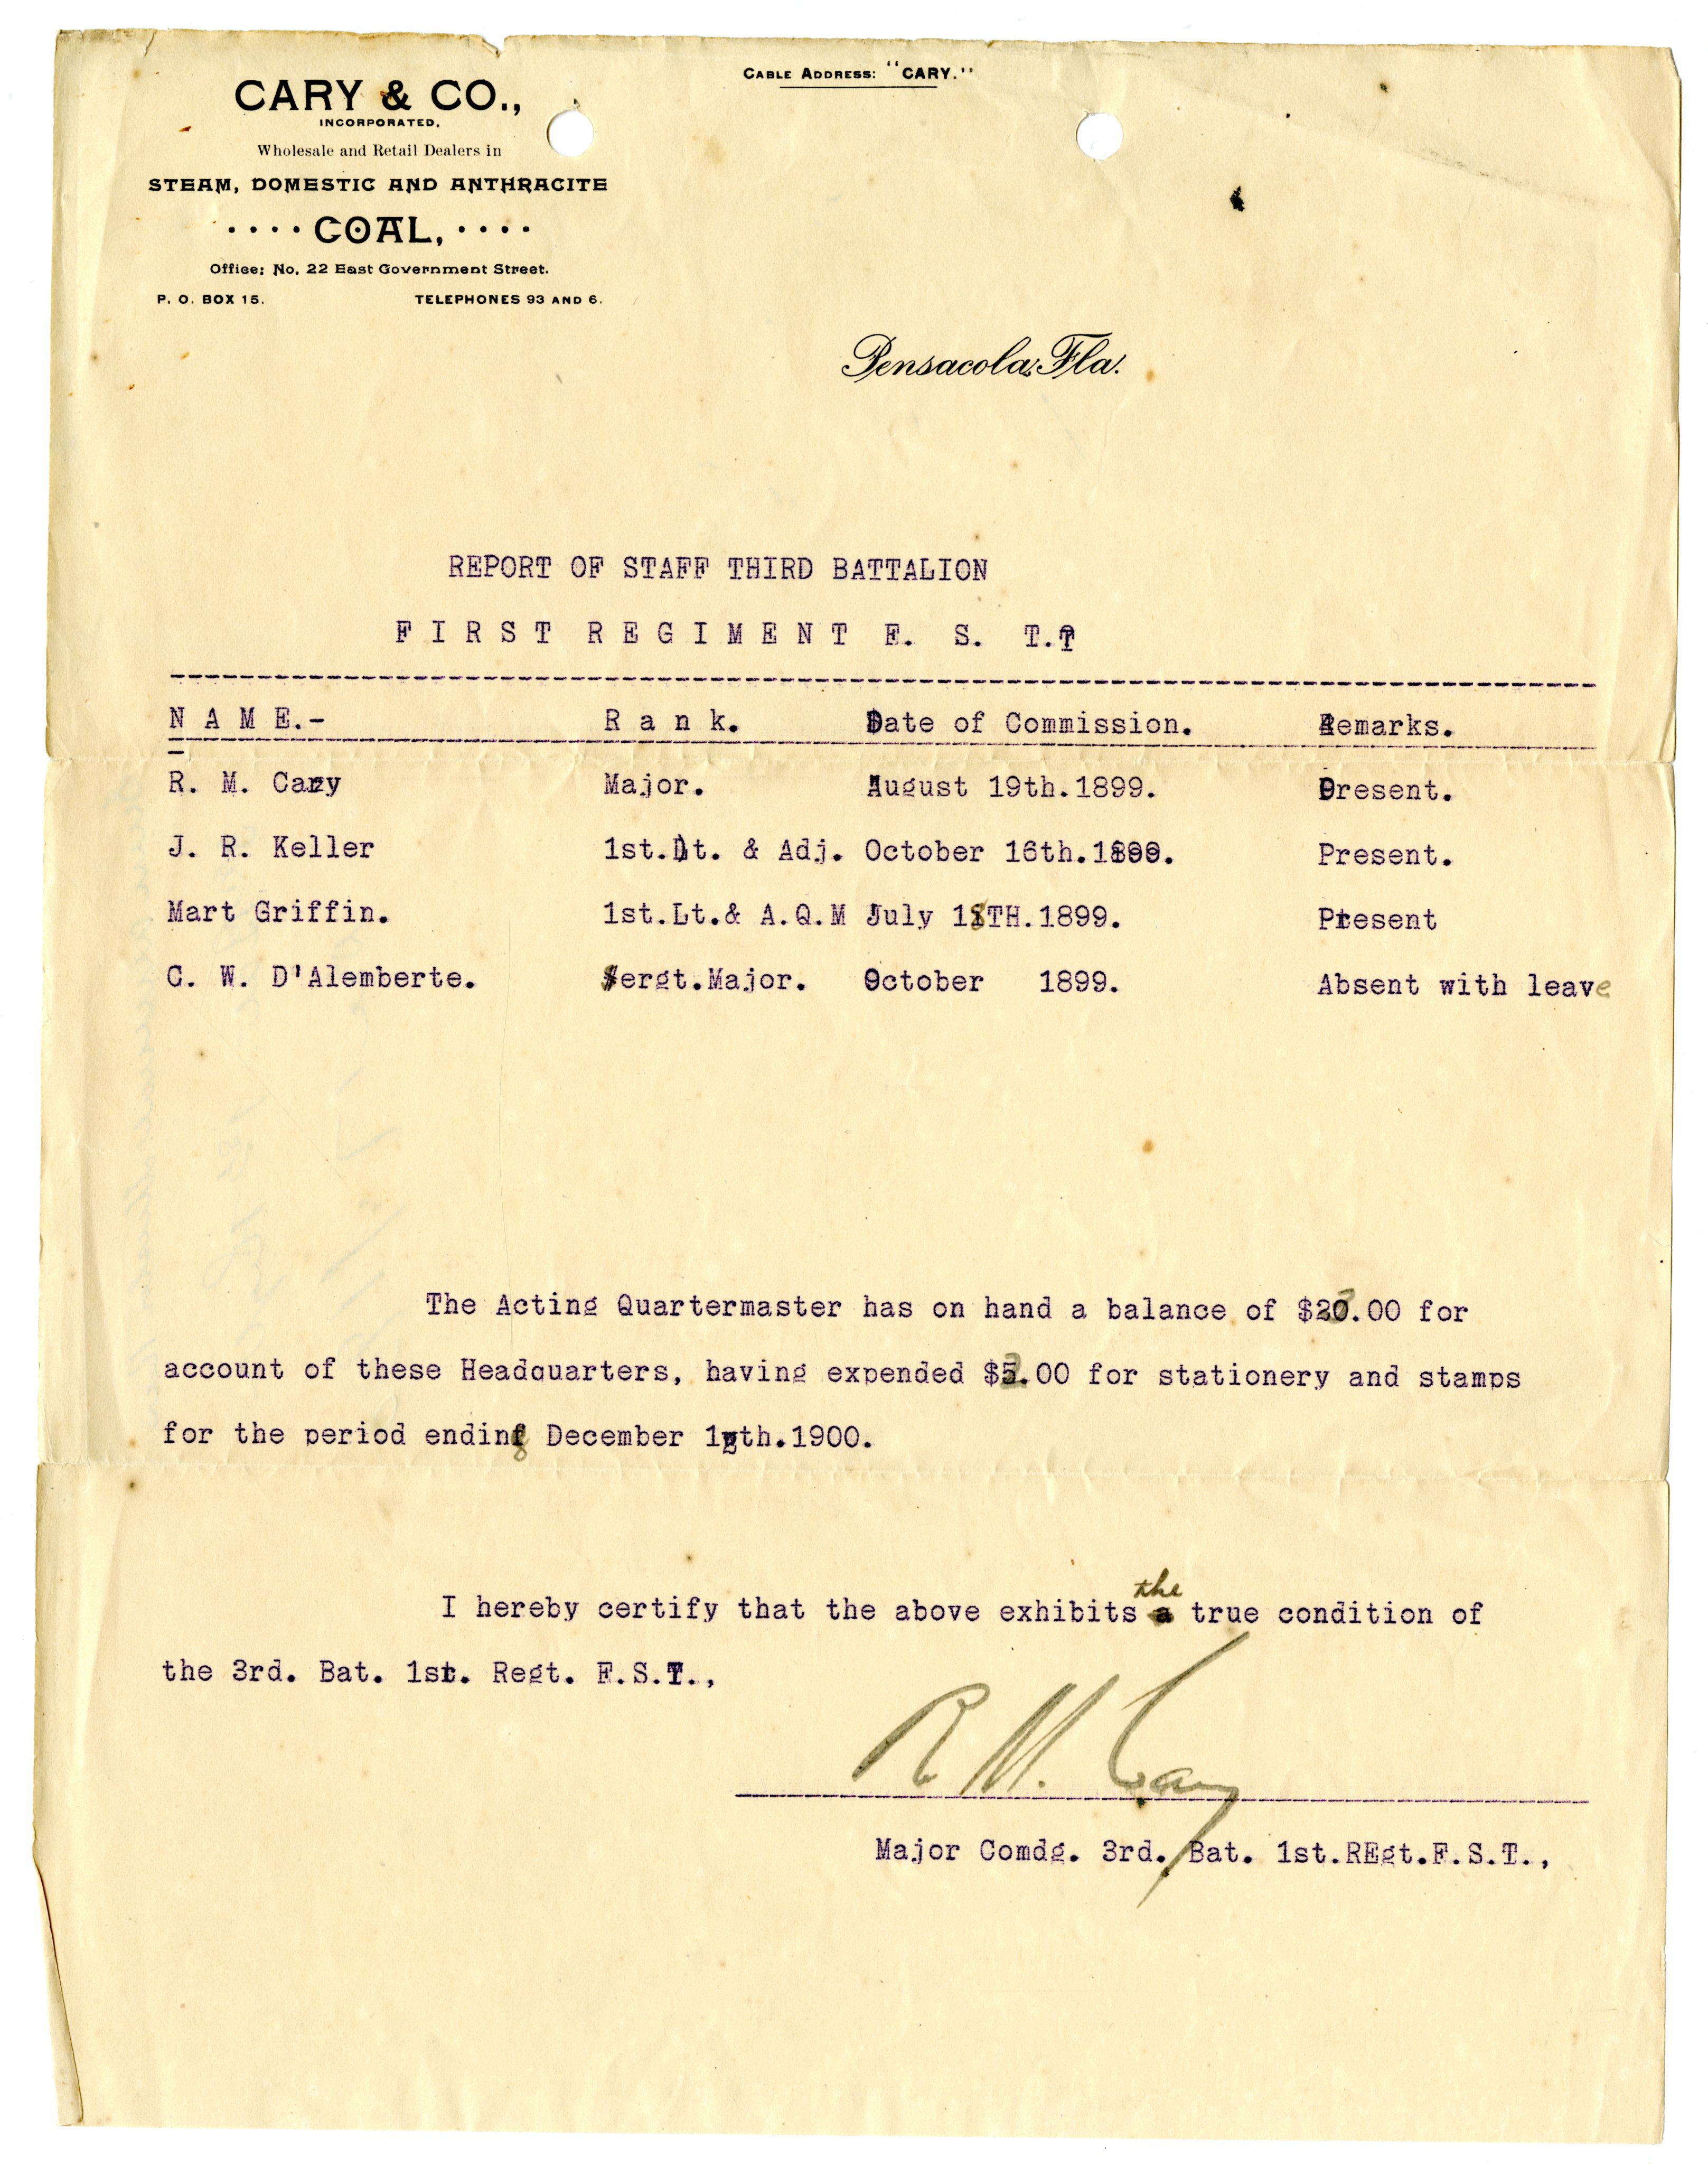 CABLE ADDRESS: "CARY."
CARY & CO.,
INCORPORATED,
Wholesale and Retail Dealers in
STEAM, DOMESTIC AND ANTHRACITE
···· COAL, ····
Office: No. 22 East Government Street.
P. O. BOX 15. TELEPHONES 93 AND 6.
Pensacola, Fla.
REPORT OF STAFF THIRD BATTALION
F I R S T R E G I M E N T F. S. T.
N A M E.- R a n k. Date of Commission. Remarks.
R. M. Cary Major. August 19th.1899. Present.
J. R. Keller 1st.Lt. & Adj. October 16th.1899. Present.
Mart Griffin. 1st.Lt.& A.Q.M July 18TH.1899. Present
C. W. D'Alemberte. Sergt.Major. October 1899. Absent with leave
The Acting Quartermaster has on hand a balance of for
account of these Headquarters, having expended for stationery and stamps
for the period ending December .1900.
I hereby certify that the above exhibits the true condition of
the 3rd. Bat. 1st. Regt. F.S.T.,
R M. Cary
Major Comdg. 3rd. Bat. 1st.REgt.F.S.T.,